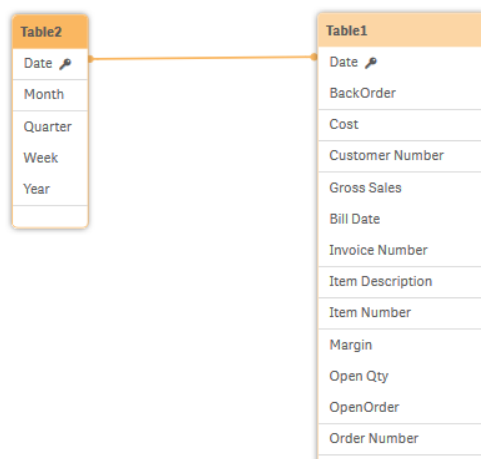 Table2
Date
Month
Quarter
Week
Year
Table1
Date
BackOrder
Cost
Customer Number
Gross Sales
Bill Date
Invoice Number
Item Description
Item Number
Margin
Open Qty
OpenOrder
Order Number